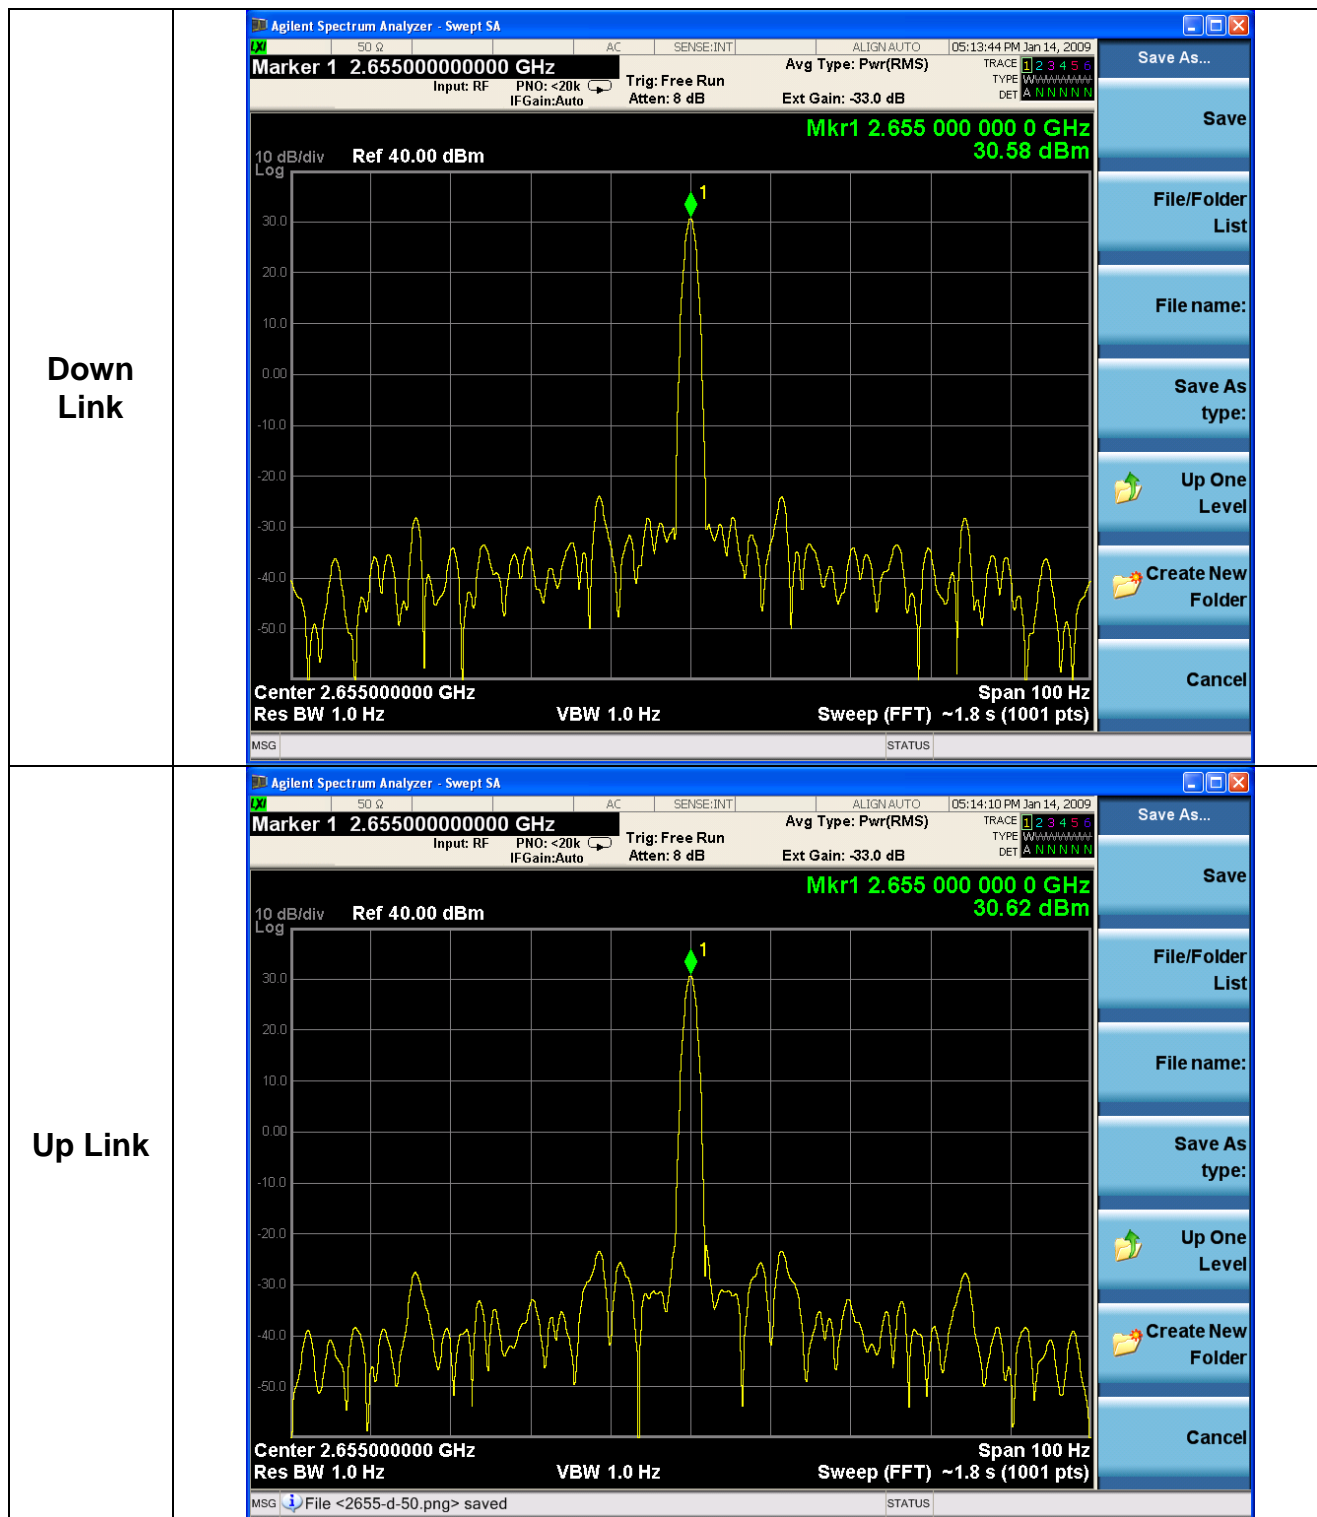 Down
Link
Agilent Spectrum Analyzer - Swept SA
LXI 50 Ω AC SENSE:INT ALIGN AUTO 05:13:44 PM Jan 14, 2009
Marker 1 2.655000000000 GHz
Input: RF PNO: <20k IFGain:Auto
Trig: Free Run
Atten: 8 dB
Avg Type: Pwr(RMS)
Ext Gain: -33.0 dB
TRACE 1 2 3 4 5 6
TYPE
DET A N N N N N
Mkr1 2.655 000 000 0 GHz
30.58 dBm
10 dB/div Ref 40.00 dBm
Log
1
30.0
20.0
10.0
0.00
-10.0
-20.0
-30.0
-40.0
-50.0
Center 2.655000000 GHz Span 100 Hz
Res BW 1.0 Hz VBW 1.0 Hz Sweep (FFT) ~1.8 s (1001 pts)
MSG STATUS
Save As...
Save
File/Folder
List
File name:
Save As
type:
Up One
Level
Create New
Folder
Cancel
Up Link
Agilent Spectrum Analyzer - Swept SA
LXI 50 Ω AC SENSE:INT ALIGN AUTO 05:14:10 PM Jan 14, 2009
Marker 1 2.655000000000 GHz
Input: RF PNO: <20k IFGain:Auto
Trig: Free Run
Atten: 8 dB
Avg Type: Pwr(RMS)
Ext Gain: -33.0 dB
TRACE 1 2 3 4 5 6
TYPE
DET A N N N N N
Mkr1 2.655 000 000 0 GHz
30.62 dBm
10 dB/div Ref 40.00 dBm
Log
1
30.0
20.0
10.0
0.00
-10.0
-20.0
-30.0
-40.0
-50.0
Center 2.655000000 GHz Span 100 Hz
Res BW 1.0 Hz VBW 1.0 Hz Sweep (FFT) ~1.8 s (1001 pts)
MSG File <2655-d-50.png> saved STATUS
Save As...
Save
File/Folder
List
File name:
Save As
type:
Up One
Level
Create New
Folder
Cancel